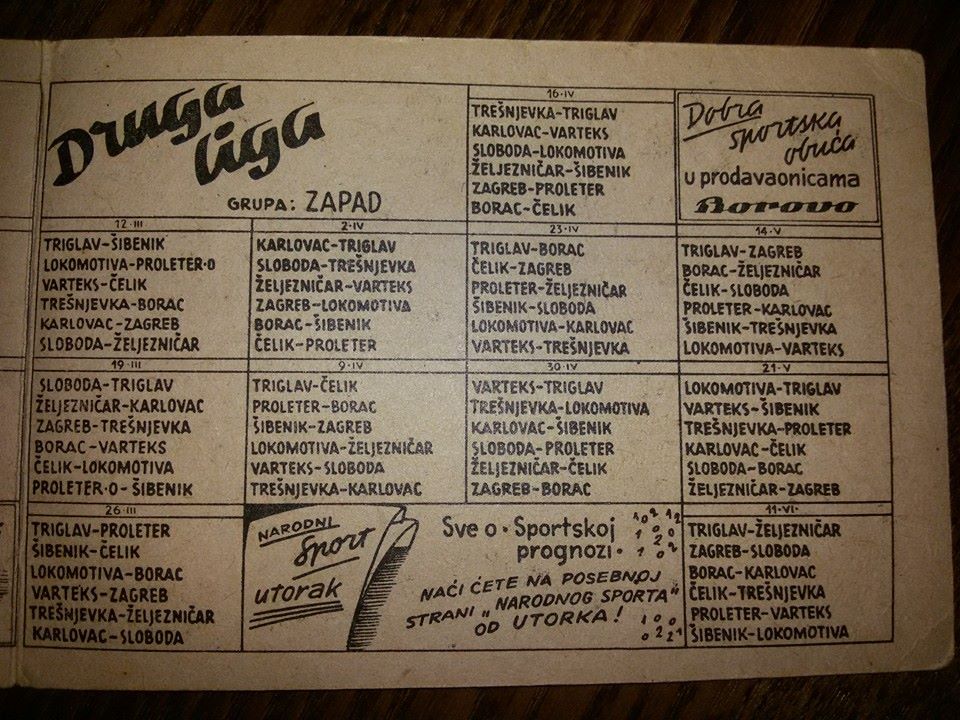 Druga
liga
GRUPA: ZAPAD
16·IV
TREŠNJEVKA-TRIGLAV
KARLOVAC-VARTEKS
SLOBODA-LOKOMOTIVA
ŽELJEZNIČAR-ŠIBENIK
ZAGREB-PROLETER
BORAC-ČELIK
Dobra
sportska
obuća
u prodavaonicama
Borovo
12·III
TRIGLAV-ŠIBENIK
LOKOMOTIVA-PROLETER·O
VARTEKS-ČELIK
TREŠNJEVKA-BORAC
KARLOVAC-ZAGREB
SLOBODA-ŽELJEZNIČAR
2·IV
KARLOVAC-TRIGLAV
SLOBODA-TREŠNJEVKA
ŽELJEZNIČAR-VARTEKS
ZAGREB-LOKOMOTIVA
BORAC-ŠIBENIK
ČELIK-PROLETER
23·IV
TRIGLAV-BORAC
ČELIK-ZAGREB
PROLETER-ŽELJEZNIČAR
ŠIBENIK-SLOBODA
LOKOMOTIVA-KARLOVAC
VARTEKS-TREŠNJEVKA
14·V
TRIGLAV-ZAGREB
BORAC-ŽELJEZNIČAR
ČELIK-SLOBODA
PROLETER-KARLOVAC
ŠIBENIK-TREŠNJEVKA
LOKOMOTIVA-VARTEKS
19·III
SLOBODA-TRIGLAV
ŽELJEZNIČAR-KARLOVAC
ZAGREB-TREŠNJEVKA
BORAC-VARTEKS
ČELIK-LOKOMOTIVA
PROLETER·O-ŠIBENIK
9·IV
TRIGLAV-ČELIK
PROLETER-BORAC
ŠIBENIK-ZAGREB
LOKOMOTIVA-ŽELJEZNIČAR
VARTEKS-SLOBODA
TREŠNJEVKA-KARLOVAC
30·IV
VARTEKS-TRIGLAV
TREŠNJEVKA-LOKOMOTIVA
KARLOVAC-ŠIBENIK
SLOBODA-PROLETER
ŽELJEZNIČAR-ČELIK
ZAGREB-BORAC
21·V
LOKOMOTIVA-TRIGLAV
VARTEKS-ŠIBENIK
TREŠNJEVKA-PROLETER
KARLOVAC-ČELIK
SLOBODA-BORAC
ŽELJEZNIČAR-ZAGREB
26·III
TRIGLAV-PROLETER
ŠIBENIK-ČELIK
LOKOMOTIVA-BORAC
VARTEKS-ZAGREB
TREŠNJEVKA-ŽELJEZNIČAR
KARLOVAC-SLOBODA
NARODNI
Sport
utorak
Sve o·Sportskoj
prognozi·
NAĆI ĆETE NA POSEBNOJ
STRANI „NARODNOG SPORTA"
OD UTORKA!
11·VI·
TRIGLAV-ŽELJEZNIČAR
ZAGREB-SLOBODA
BORAC-KARLOVAC
ČELIK-TREŠNJEVKA
PROLETER-VARTEKS
ŠIBENIK-LOKOMOTIVA